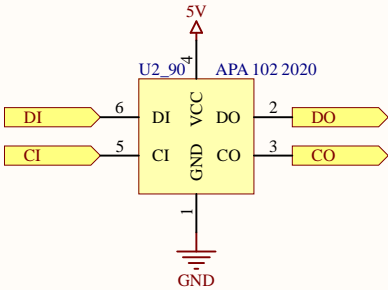 5V
4
U2_90 APA 102 2020
DI 6 DI VCC DO 2 DO
CI 5 CI GND CO 3 CO
1
GND